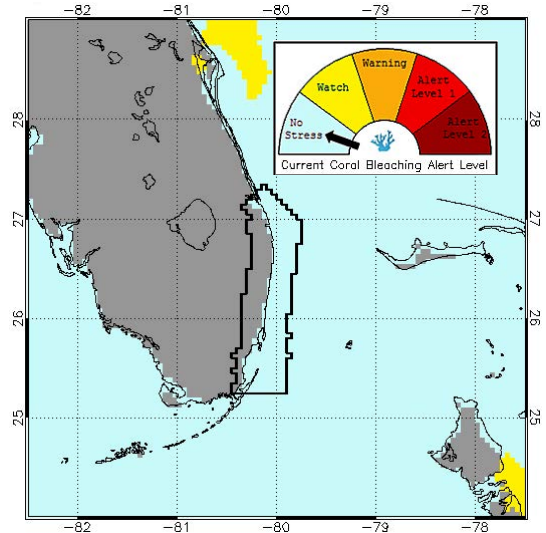 −82 −81 −80 −79 −78
Warning
Watch
Alert
Level 1
No
Stress
Alert
Level 2
Current Coral Bleaching Alert Level
28 28
27 27
26 26
25 25
−82 −81 −80 −79 −78